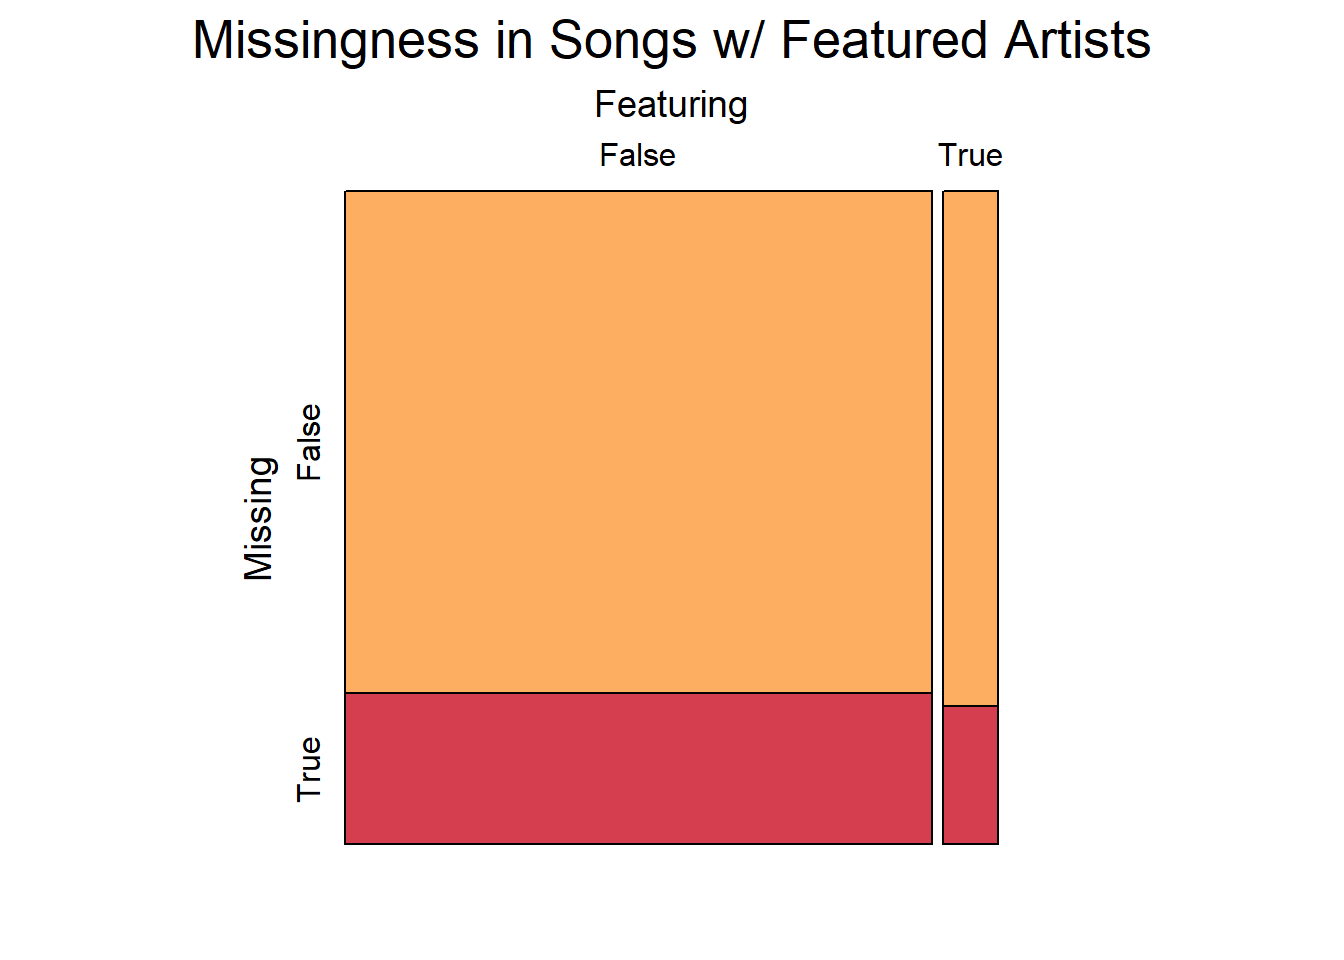 Missingness in Songs w/ Featured Artists
Featuring
False True
Missing
False
True